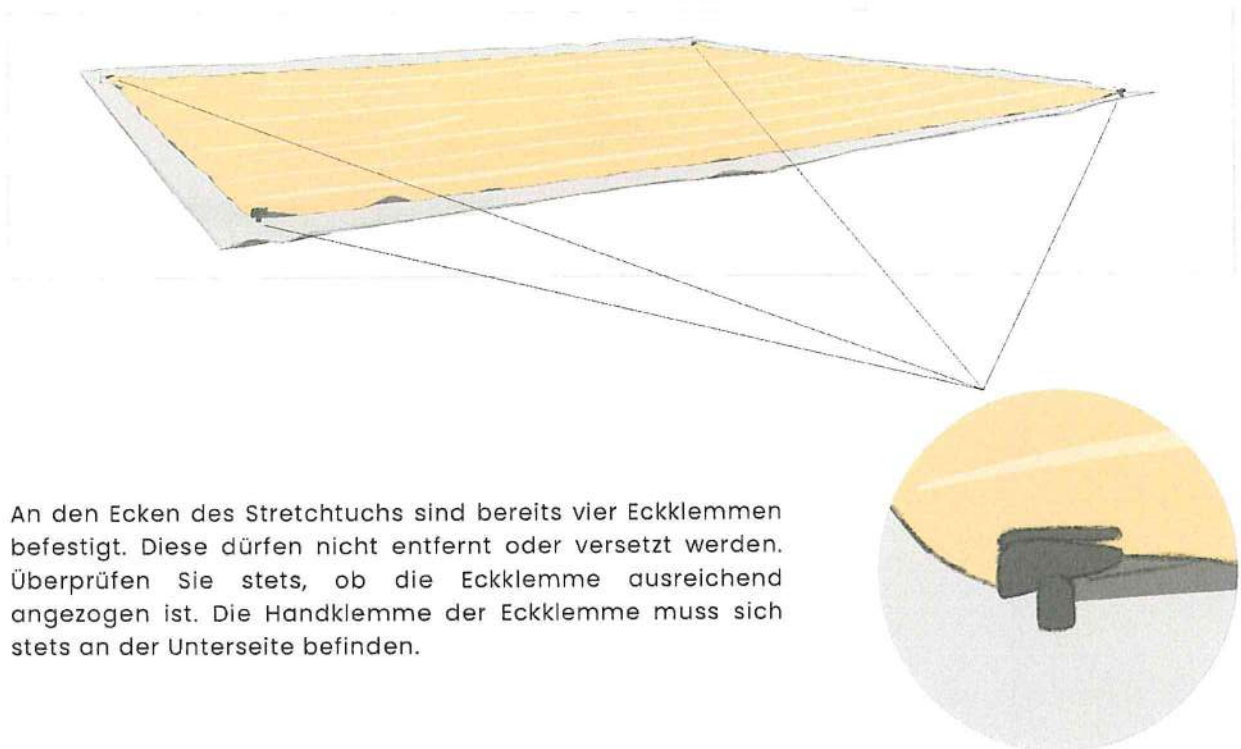 An den Ecken des Stretchtuchs sind bereits vier Eckklemmen
befestigt. Diese dürfen nicht entfernt oder versetzt werden.
Überprüfen Sie stets, ob die Eckklemme ausreichend
angezogen ist. Die Handklemme der Eckklemme muss sich
stets an der Unterseite befinden.